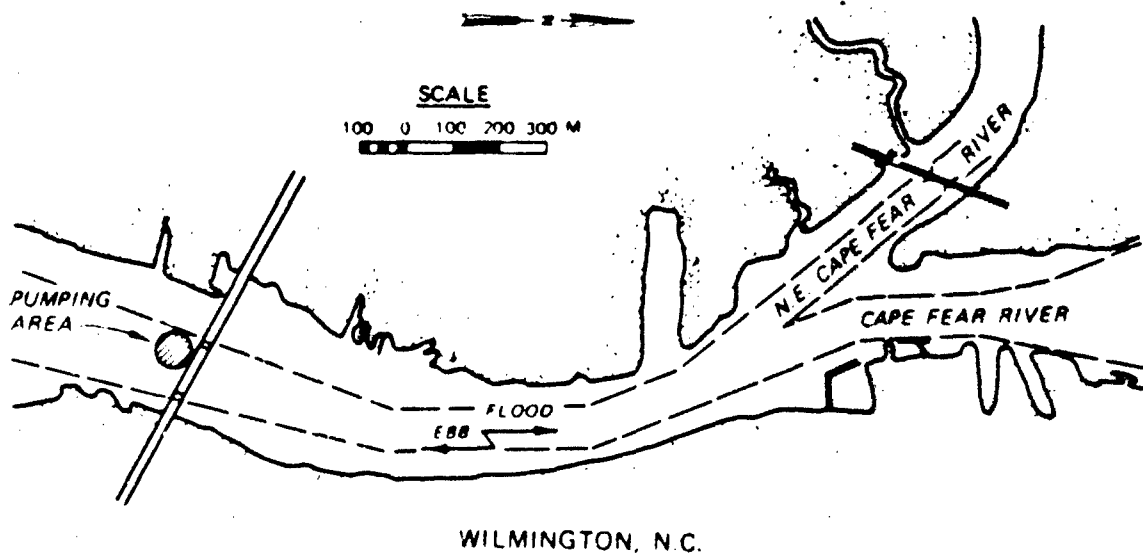 N
SCALE
100 0 100 200 300 M
RIVER
N.E. CAPE FEAR
PUMPING
AREA
CAPE FEAR RIVER
FLOOD
EBB
WILMINGTON, N.C.